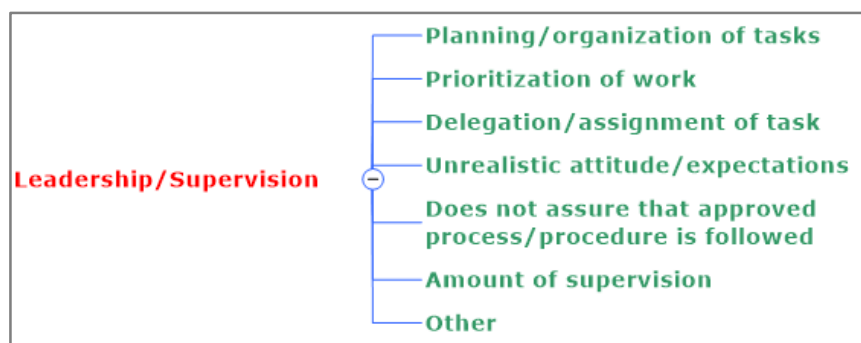 Planning/organization of tasks
Prioritization of work
Delegation/assignment of task
Unrealistic attitude/expectations
Leadership/Supervision
Does not assure that approved
process/procedure is followed
Amount of supervision
Other